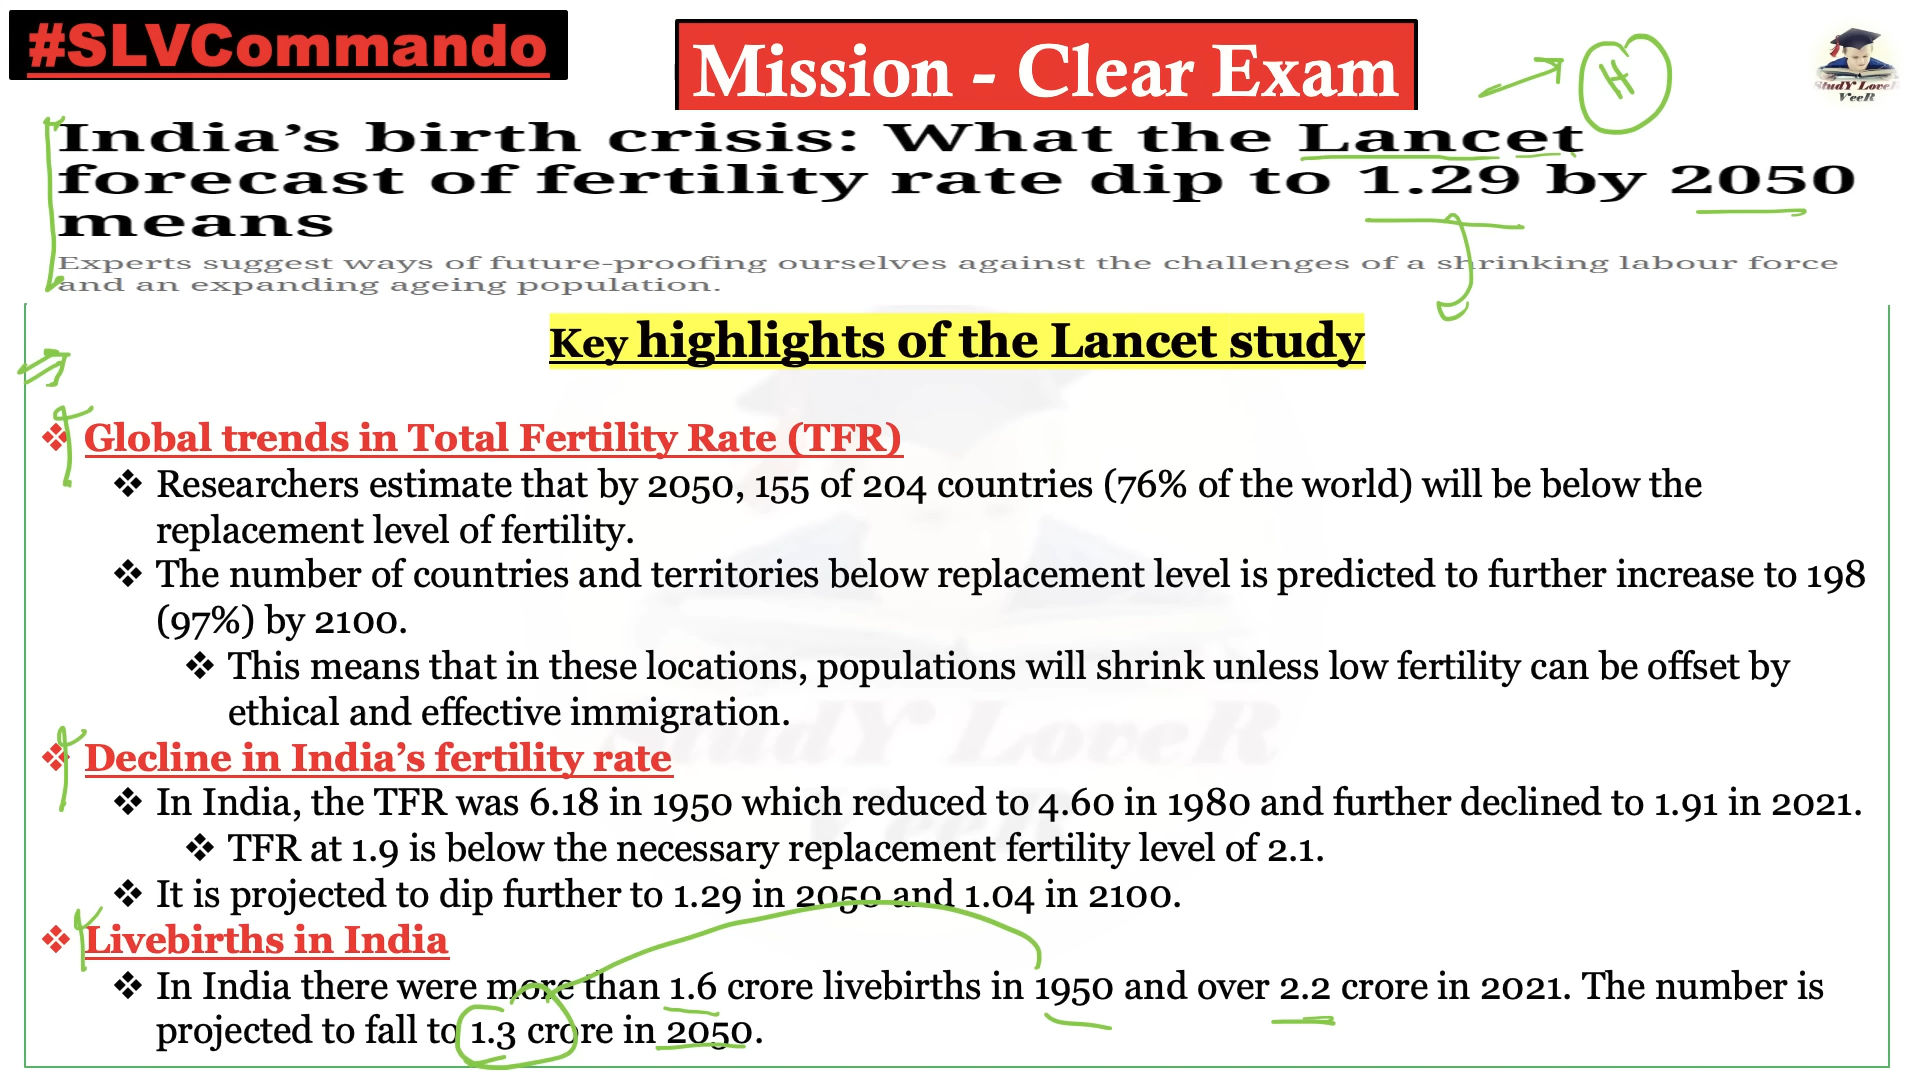 #SLVCommando
Mission - Clear Exam
H
StudY LoveR
VeeR
India’s birth crisis: What the Lancet
forecast of fertility rate dip to 1.29 by 2050
means
Experts suggest ways of future-proofing ourselves against the challenges of a shrinking labour force
and an expanding ageing population.
Key highlights of the Lancet study
❖ Global trends in Total Fertility Rate (TFR)
❖ Researchers estimate that by 2050, 155 of 204 countries (76% of the world) will be below the
replacement level of fertility.
❖ The number of countries and territories below replacement level is predicted to further increase to 198
(97%) by 2100.
❖ This means that in these locations, populations will shrink unless low fertility can be offset by
ethical and effective immigration.
❖ Decline in India’s fertility rate
❖ In India, the TFR was 6.18 in 1950 which reduced to 4.60 in 1980 and further declined to 1.91 in 2021.
❖ TFR at 1.9 is below the necessary replacement fertility level of 2.1.
❖ It is projected to dip further to 1.29 in 2050 and 1.04 in 2100.
❖ Livebirths in India
❖ In India there were more than 1.6 crore livebirths in 1950 and over 2.2 crore in 2021. The number is
projected to fall to 1.3 crore in 2050.
StudY LoveR
VeeR